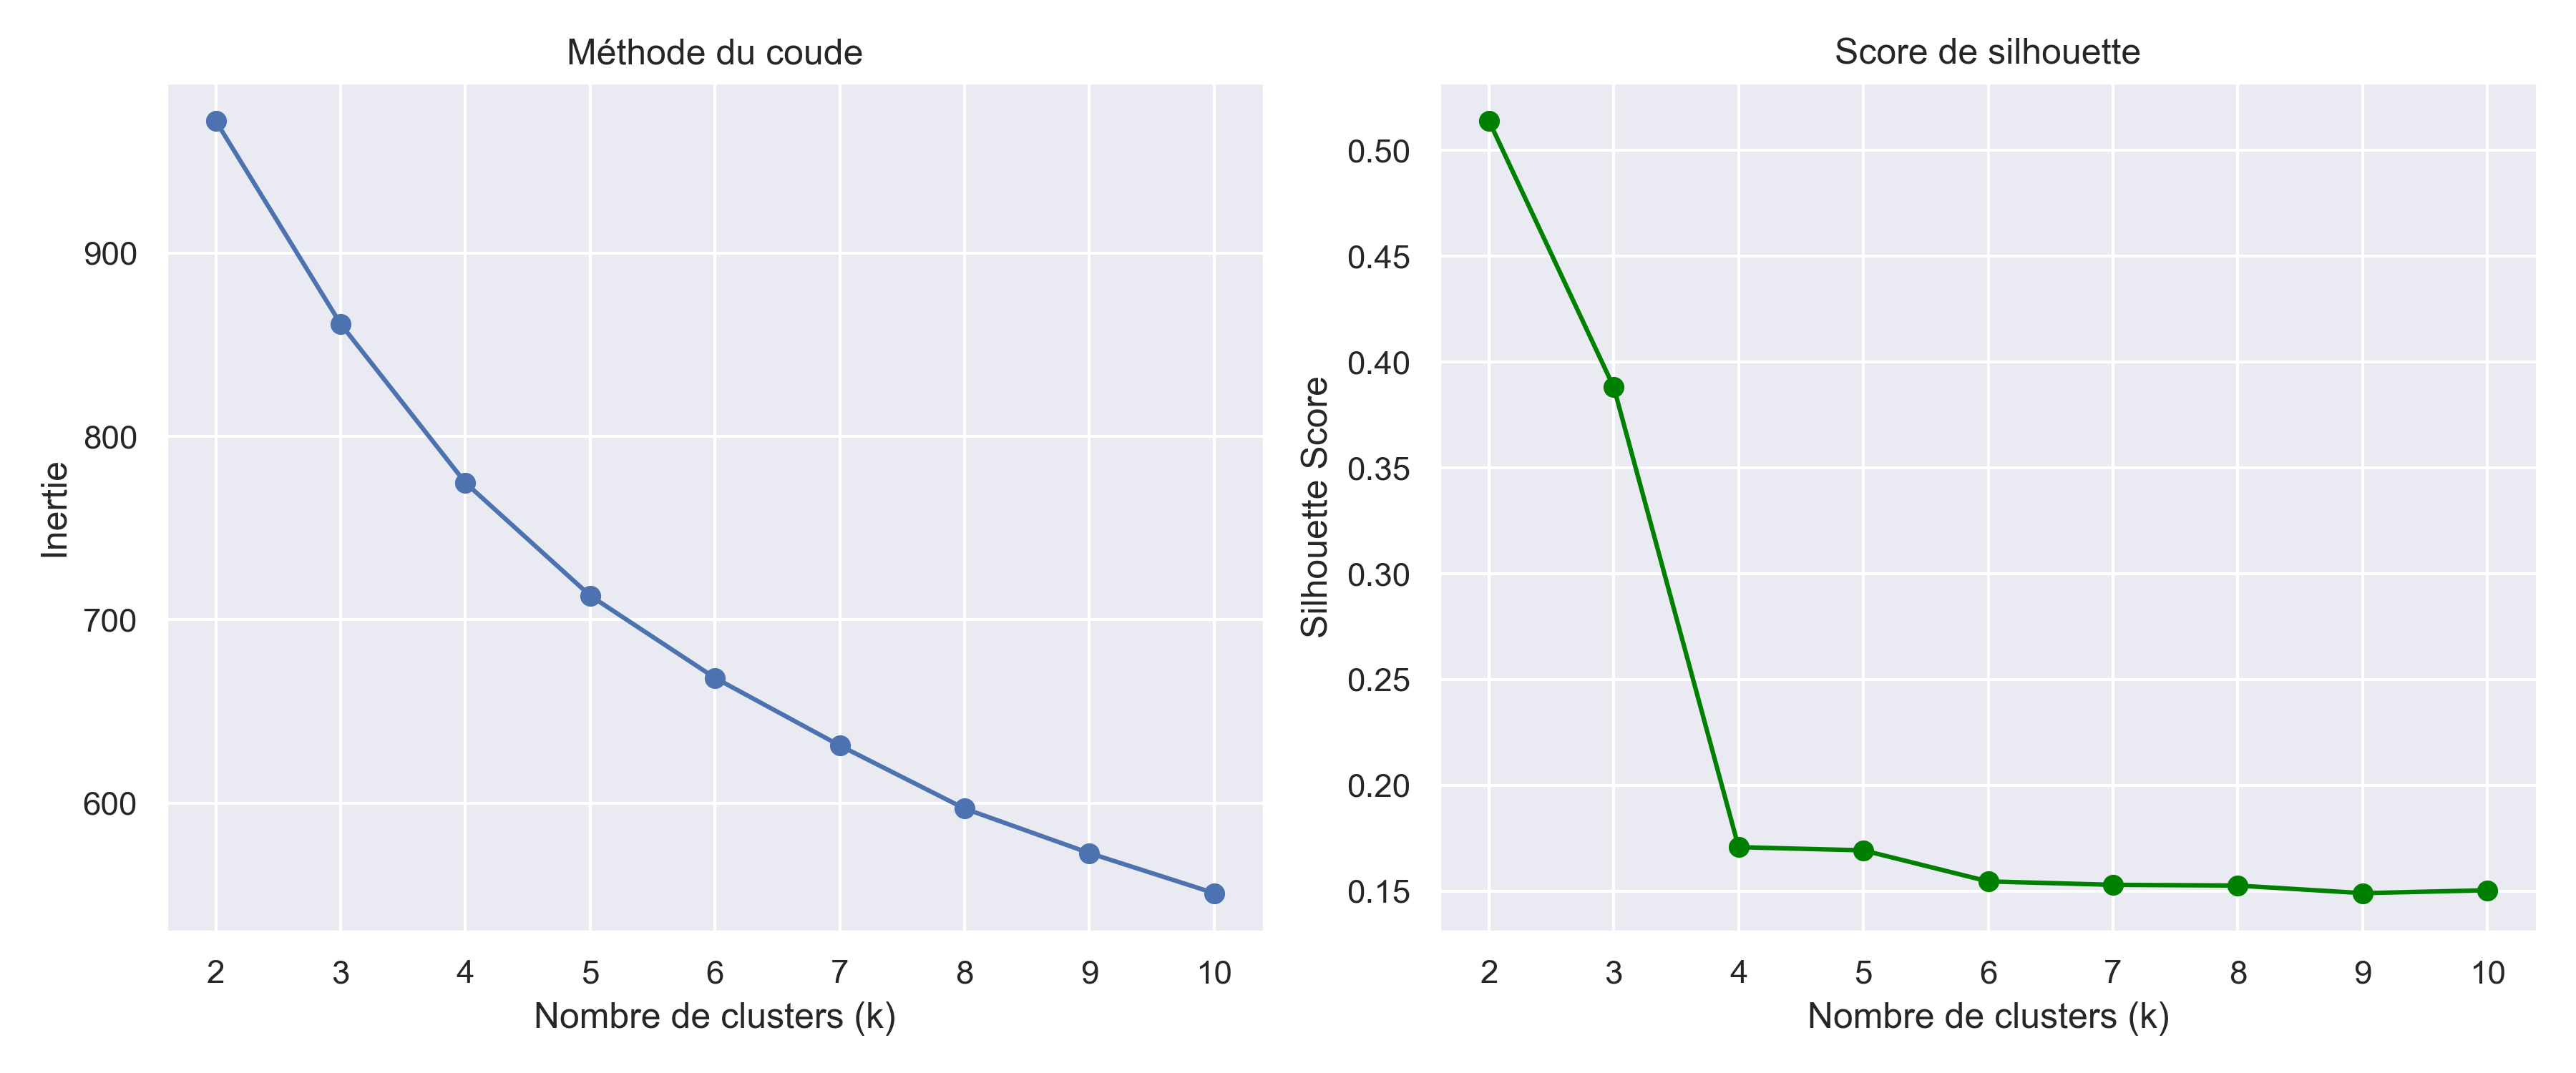 Méthode du coude
Inertie
900
800
700
600
2 3 4 5 6 7 8 9 10
Nombre de clusters (k)
Score de silhouette
Silhouette Score
0.50
0.45
0.40
0.35
0.30
0.25
0.20
0.15
2 3 4 5 6 7 8 9 10
Nombre de clusters (k)